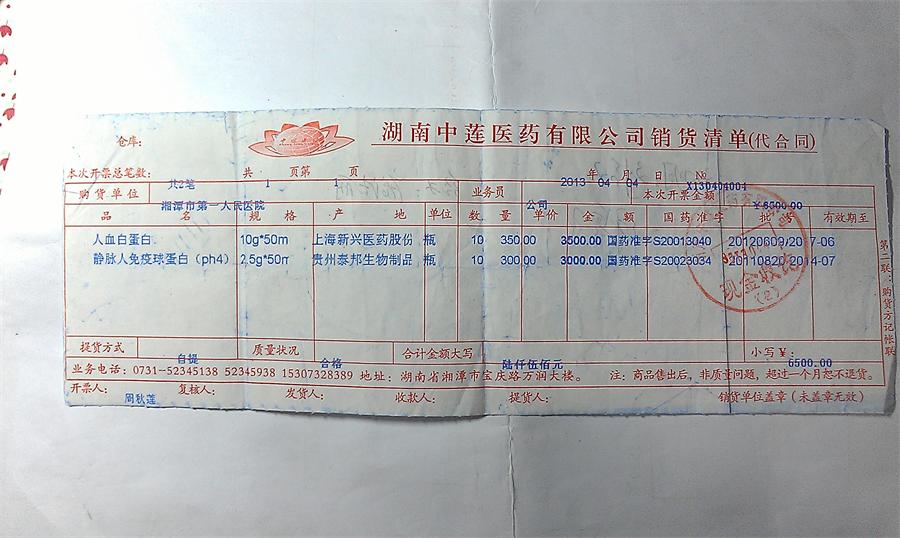 湖南中莲医药有限公司销货清单(代合同)
仓库：
本次开票总笔数： 共2笔 共 1 页第 1 页 2013 年 04 月 04 日 No X130404001
购货单位 湘潭市第一人民医院 业务员 公司 本次开票金额 ¥6500.00
品 名 规 格 产 地 单位 数 量 单价 金 额 国药准字 批号 有效期至
人血白蛋白 10g*50m 上海新兴医药股份 瓶 10 350.00 3500.00 国药准字S20013040 20120609/2017-06
静脉人免疫球蛋白（ph4） 2.5g*50m 贵州泰邦生物制品 瓶 10 300.00 3000.00 国药准字S20023034 20110820/2014-07
现金收讫
(2)
第二联：购货方记帐联
提货方式 自提 质量状况 合格 合计金额大写 陆仟伍佰元 小写￥： 6500.00
业务电话：0731-52345138 52345938 15307328389 地址：湖南省湘潭市宝庆路万润大楼。 注：商品售出后，非质量问题，超过一个月恕不退货。
开票人： 周秋莲 复核人： 发货人： 收款人： 提货人： 销货单位盖章（未盖章无效）